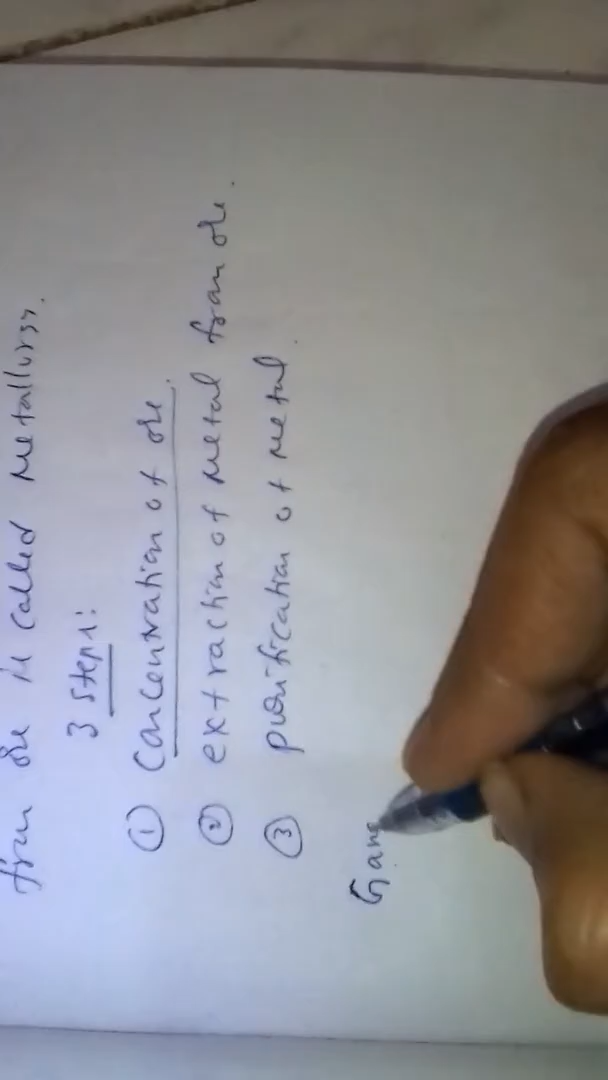 from ore is called metallurgy.
3 steps:
① Concentration of ore.
② extraction of metal from ore.
③ purification of metal.
Gan